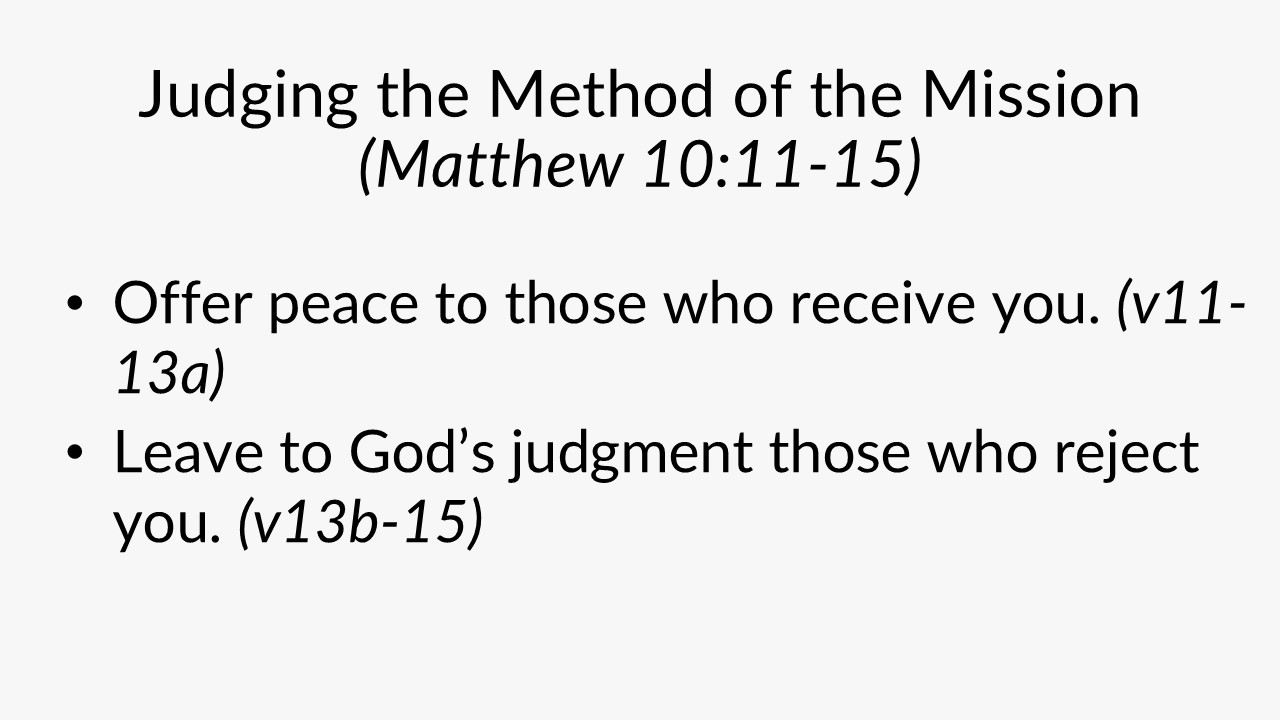 Judging the Method of the Mission
(Matthew 10:11-15)
• Offer peace to those who receive you. (v11-
13a)
• Leave to God’s judgment those who reject
you. (v13b-15)